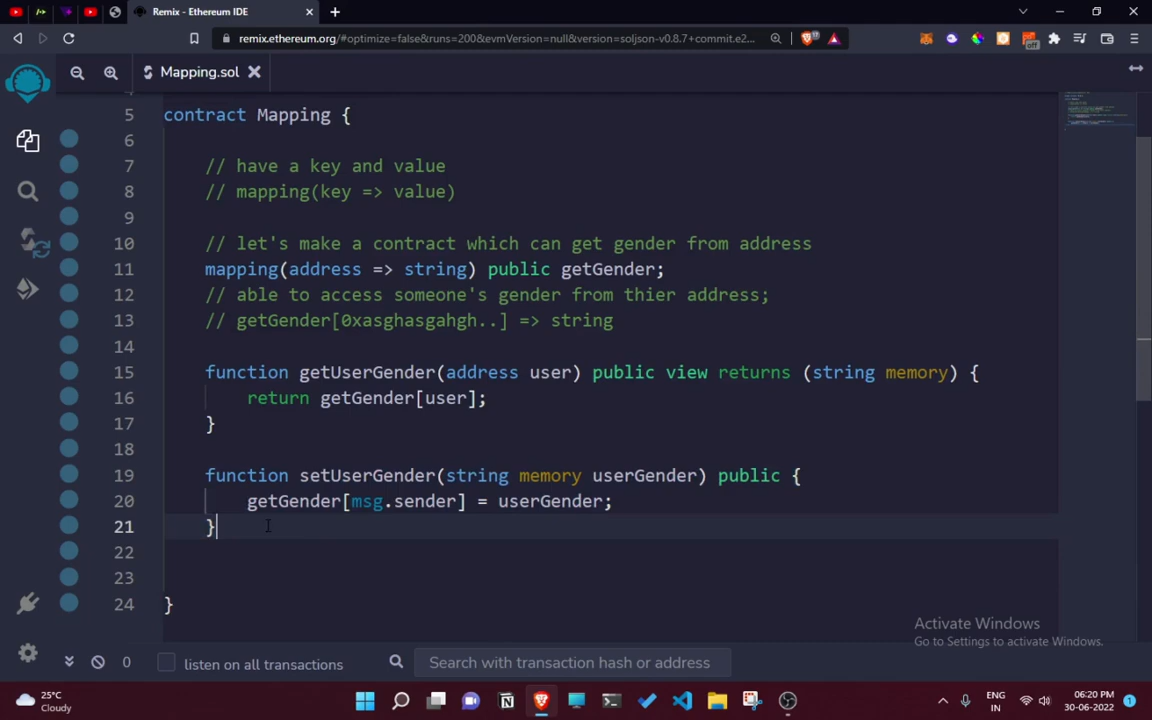 Remix - Ethereum IDE
remix.ethereum.org/#optimize=false&runs=200&evmVersion=null&version=soljson-v0.8.7+commit.e2...
Mapping.sol
5 contract Mapping {
6
7 // have a key and value
8 // mapping(key => value)
9
10 // let's make a contract which can get gender from address
11 mapping(address => string) public getGender;
12 // able to access someone's gender from thier address;
13 // getGender[0xasghasgahgh..] => string
14
15 function getUserGender(address user) public view returns (string memory) {
16 return getGender[user];
17 }
18
19 function setUserGender(string memory userGender) public {
20 getGender[msg.sender] = userGender;
21 }
22
23
24 }
Activate Windows
Go to Settings to activate Windows.
0 listen on all transactions Search with transaction hash or address
25°C
Cloudy
ENG
IN
06:20 PM
30-06-2022
1